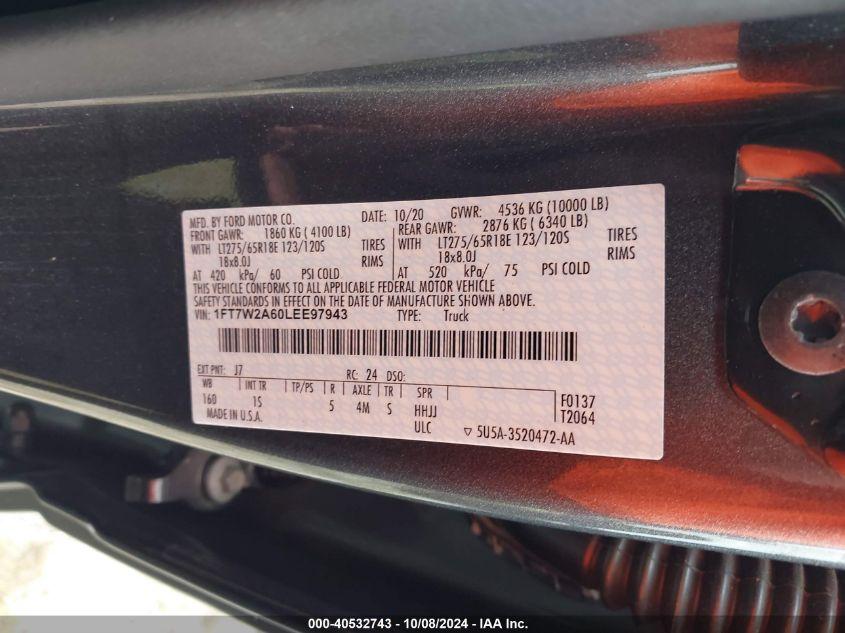 MFD. BY FORD MOTOR CO. DATE: 10/20 GVWR: 4536 KG (10000 LB)
FRONT GAWR: 1860 KG ( 4100 LB) REAR GAWR: 2876 KG ( 6340 LB)
WITH LT275/65R18E 123/120S TIRES WITH LT275/65R18E 123/120S TIRES
18x8.0J RIMS 18x8.0J RIMS
AT 420 kPa/ 60 PSI COLD AT 520 kPa/ 75 PSI COLD
THIS VEHICLE CONFORMS TO ALL APPLICABLE FEDERAL MOTOR VEHICLE
SAFETY STANDARDS IN EFFECT ON THE DATE OF MANUFACTURE SHOWN ABOVE.
VIN: 1FT7W2A60LEE97943 TYPE: Truck
EXT PNT: J7 RC: 24 DSO:
WB INT TR TP/PS R AXLE TR SPR
160 1S 5 4M S HHJJ F0137
MADE IN U.S.A. ULC T2064
▽ 5U5A-3520472-AA
000-40532743 - 10/08/2024 - IAA Inc.